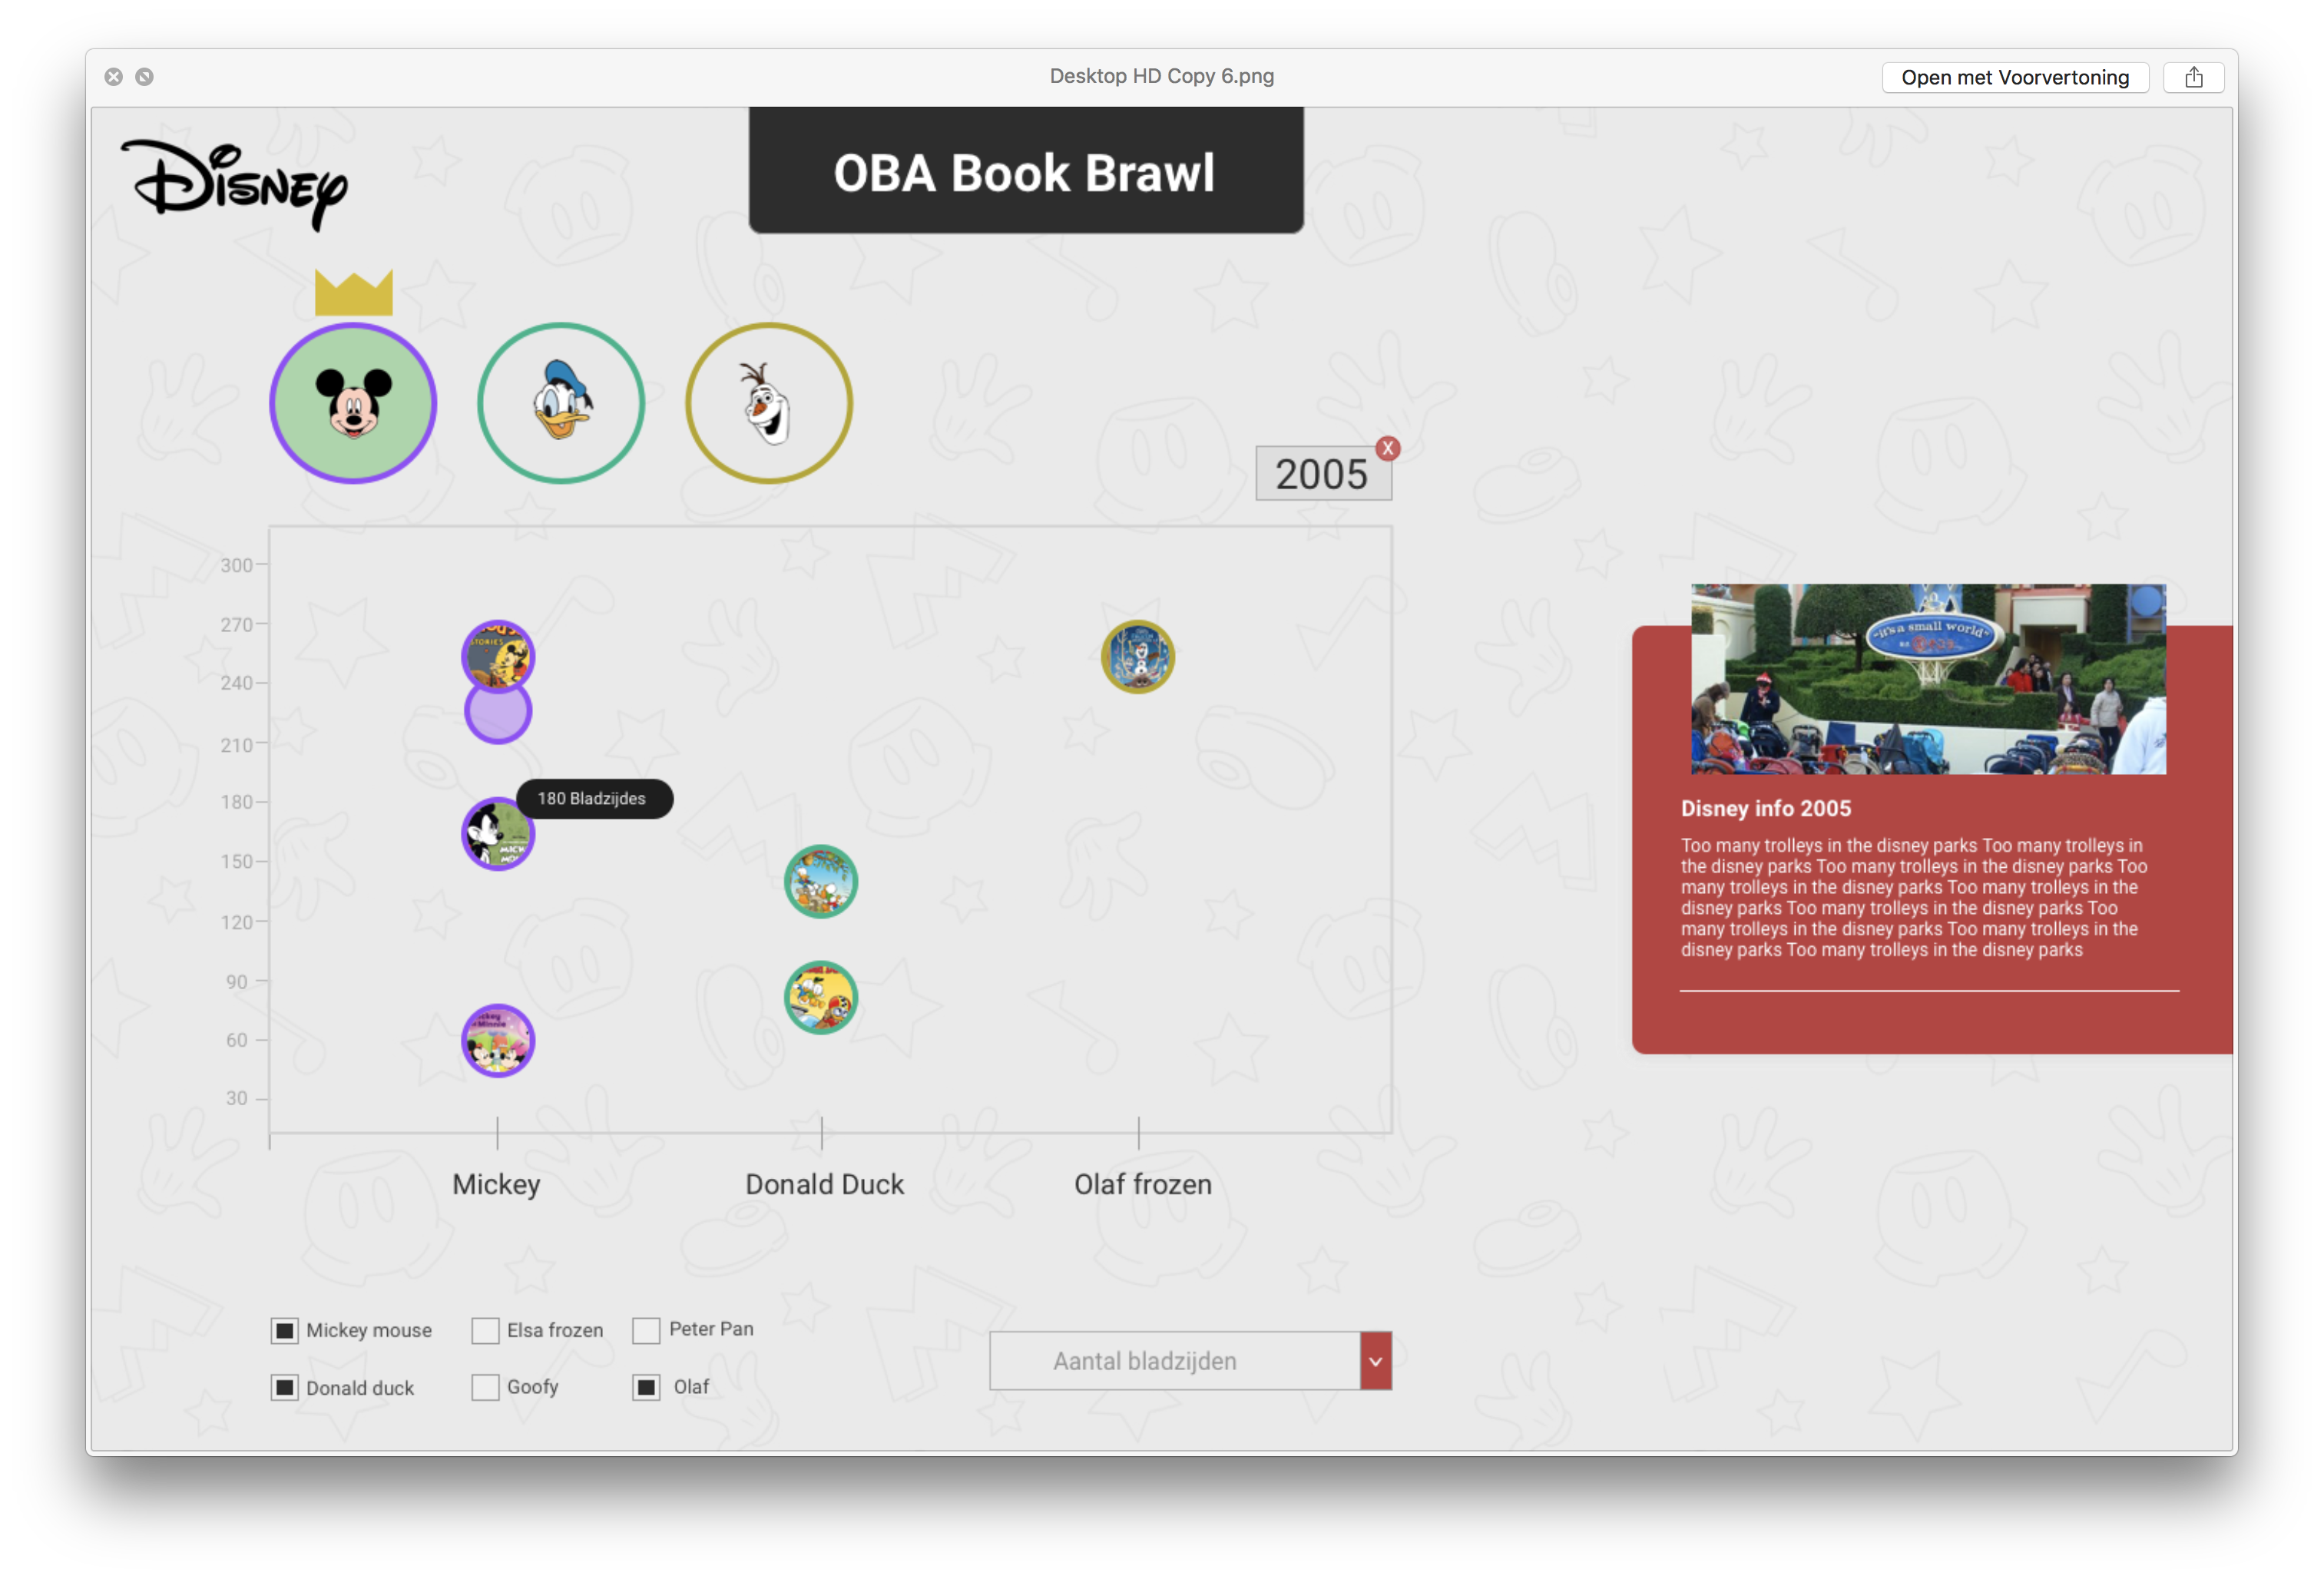 Desktop HD Copy 6.png
Open met Voorvertoning
Disney
OBA Book Brawl
2005
X
300
270
240
210
180
150
120
90
60
30
STORIES
180 Bladzijdes
MICK
MO
Minnie
Mickey
Donald Duck
Olaf frozen
"it's a small world"
Disney info 2005
Too many trolleys in the disney parks Too many trolleys in
the disney parks Too many trolleys in the disney parks Too
many trolleys in the disney parks Too many trolleys in the
disney parks Too many trolleys in the disney parks Too
many trolleys in the disney parks Too many trolleys in the
disney parks Too many trolleys in the disney parks
Mickey mouse
Elsa frozen
Peter Pan
Donald duck
Goofy
Olaf
Aantal bladzijden